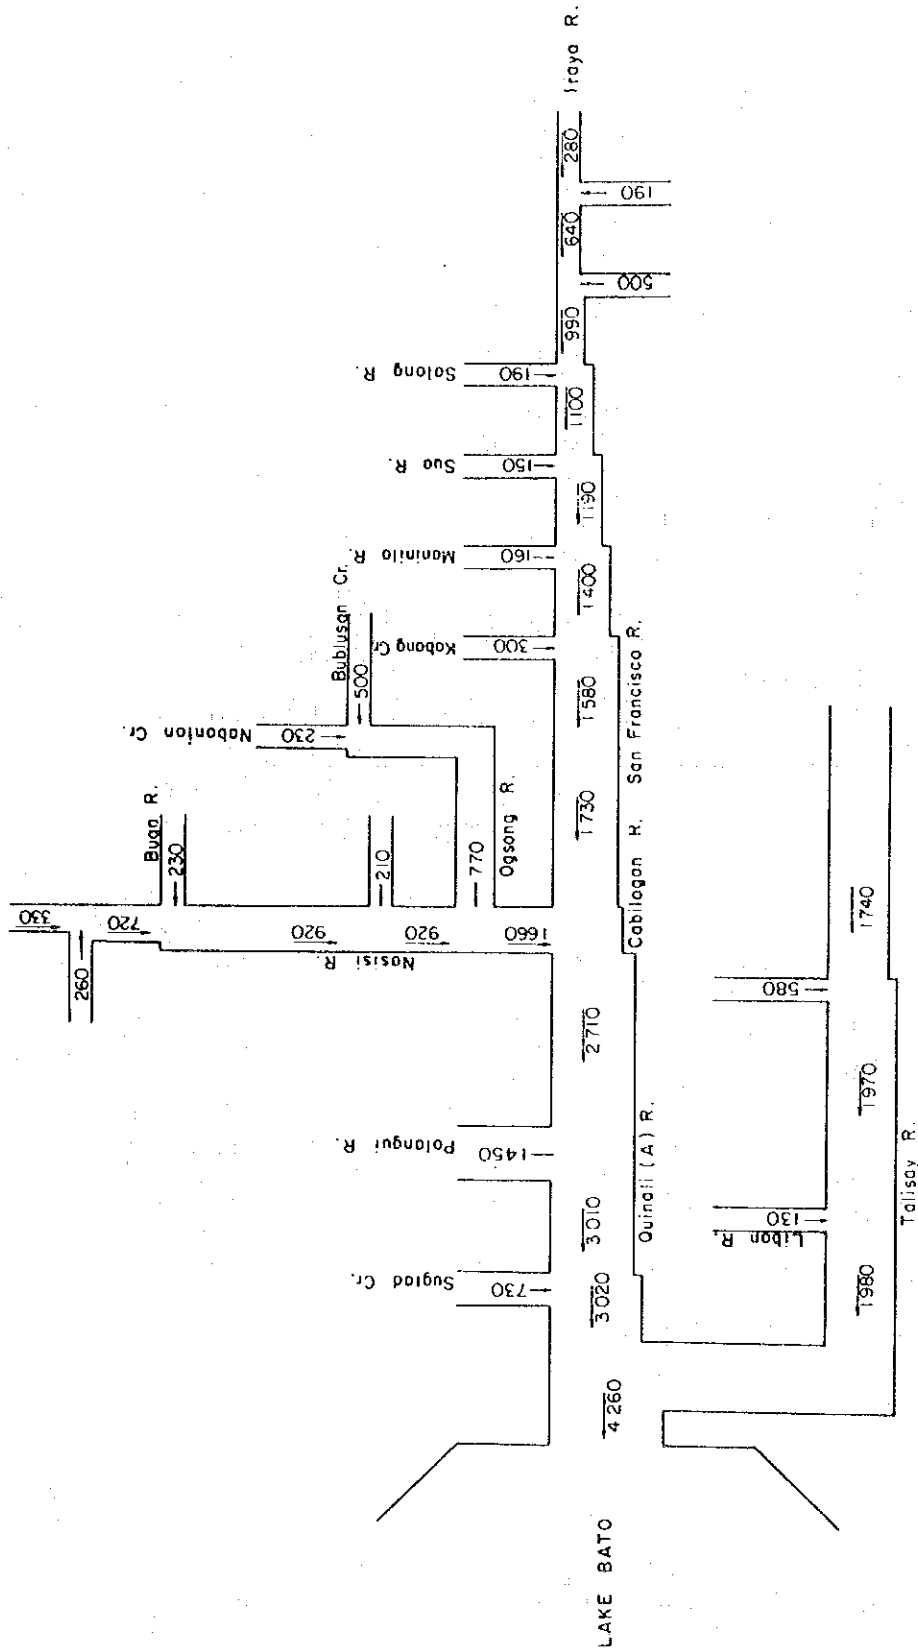 Iraya R.
280
190
640
500
990
Salong R.
190
1100
Sua R.
150
1190
Maninila R.
160
1400
Kabang Cr.
300
1580
San Francisco R.
Bublusan Cr.
500
Nabonton Cr.
230
Ogsong R.
770
1730
Cabilogan R.
Buan R.
230
210
330
260
720
920
920
1660
Nasisi R.
2710
Polangui R.
1450
3010
Quinali (A) R.
Sugiad Cr.
730
3020
4260
LAKE BATO
1740
580
1970
Talisay R.
Liban R.
130
1980